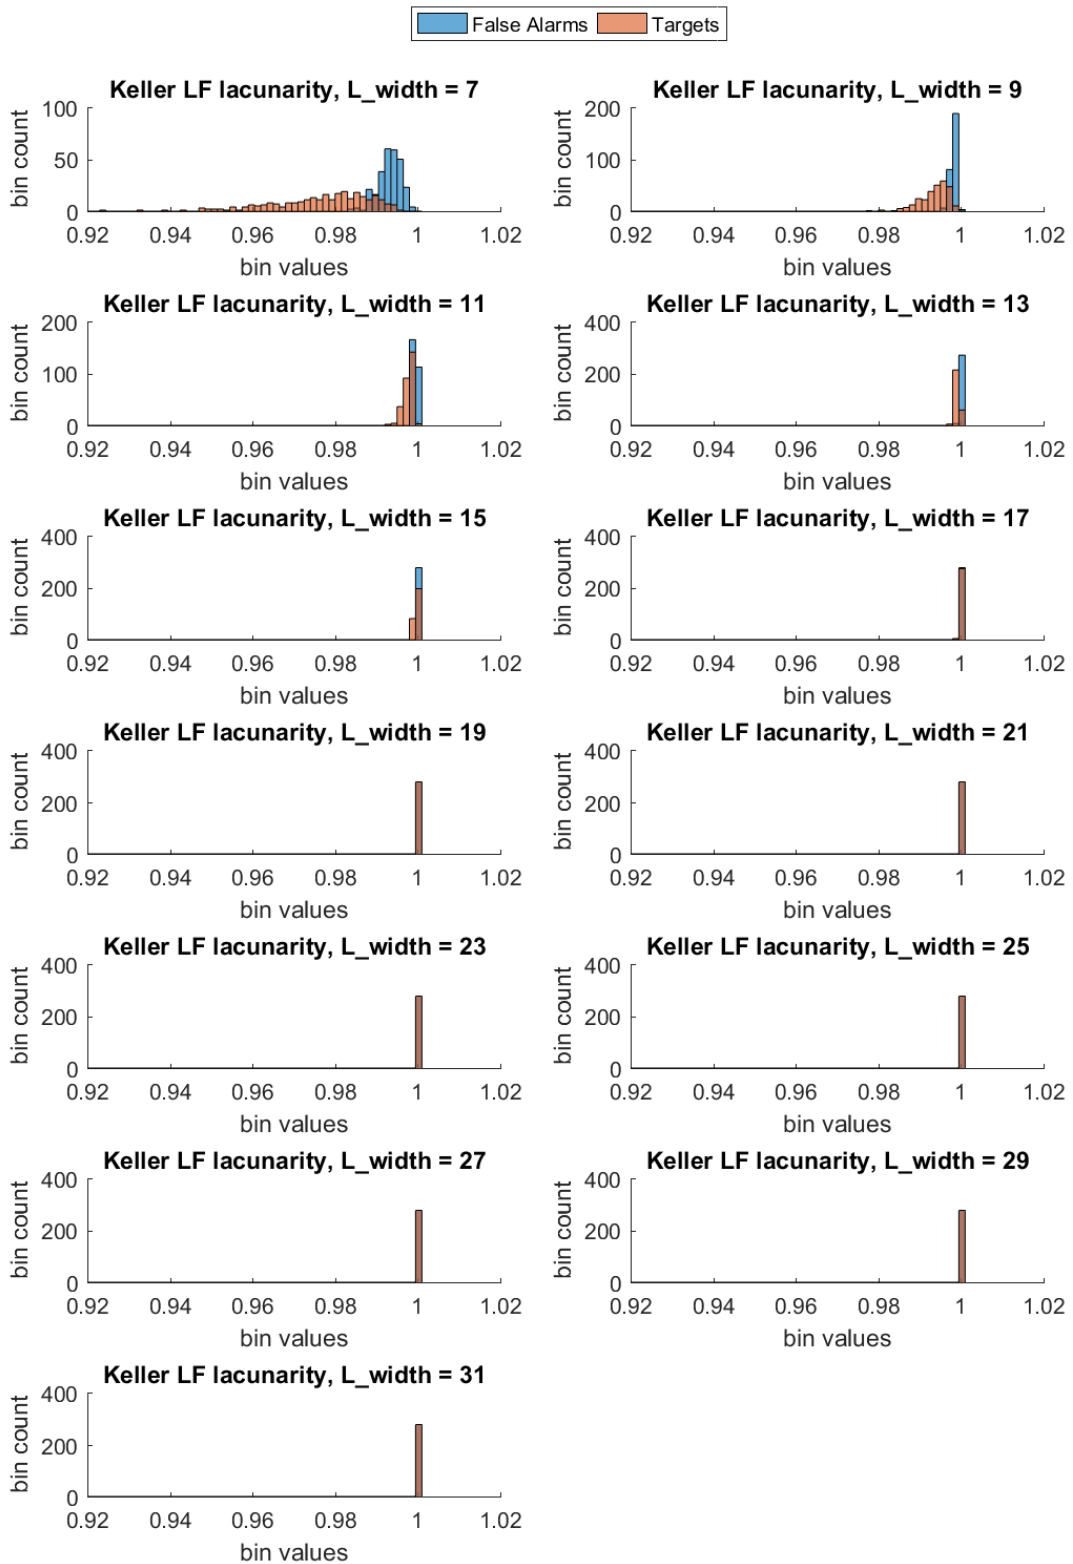 False Alarms Targets
Keller LF lacunarity, L_width = 7
100
50
0
bin count
0.92 0.94 0.96 0.98 1 1.02
bin values
Keller LF lacunarity, L_width = 9
200
100
0
bin count
0.92 0.94 0.96 0.98 1 1.02
bin values
Keller LF lacunarity, L_width = 11
200
100
0
bin count
0.92 0.94 0.96 0.98 1 1.02
bin values
Keller LF lacunarity, L_width = 13
400
200
0
bin count
0.92 0.94 0.96 0.98 1 1.02
bin values
Keller LF lacunarity, L_width = 15
400
200
0
bin count
0.92 0.94 0.96 0.98 1 1.02
bin values
Keller LF lacunarity, L_width = 17
400
200
0
bin count
0.92 0.94 0.96 0.98 1 1.02
bin values
Keller LF lacunarity, L_width = 19
400
200
0
bin count
0.92 0.94 0.96 0.98 1 1.02
bin values
Keller LF lacunarity, L_width = 21
400
200
0
bin count
0.92 0.94 0.96 0.98 1 1.02
bin values
Keller LF lacunarity, L_width = 23
400
200
0
bin count
0.92 0.94 0.96 0.98 1 1.02
bin values
Keller LF lacunarity, L_width = 25
400
200
0
bin count
0.92 0.94 0.96 0.98 1 1.02
bin values
Keller LF lacunarity, L_width = 27
400
200
0
bin count
0.92 0.94 0.96 0.98 1 1.02
bin values
Keller LF lacunarity, L_width = 29
400
200
0
bin count
0.92 0.94 0.96 0.98 1 1.02
bin values
Keller LF lacunarity, L_width = 31
400
200
0
bin count
0.92 0.94 0.96 0.98 1 1.02
bin values